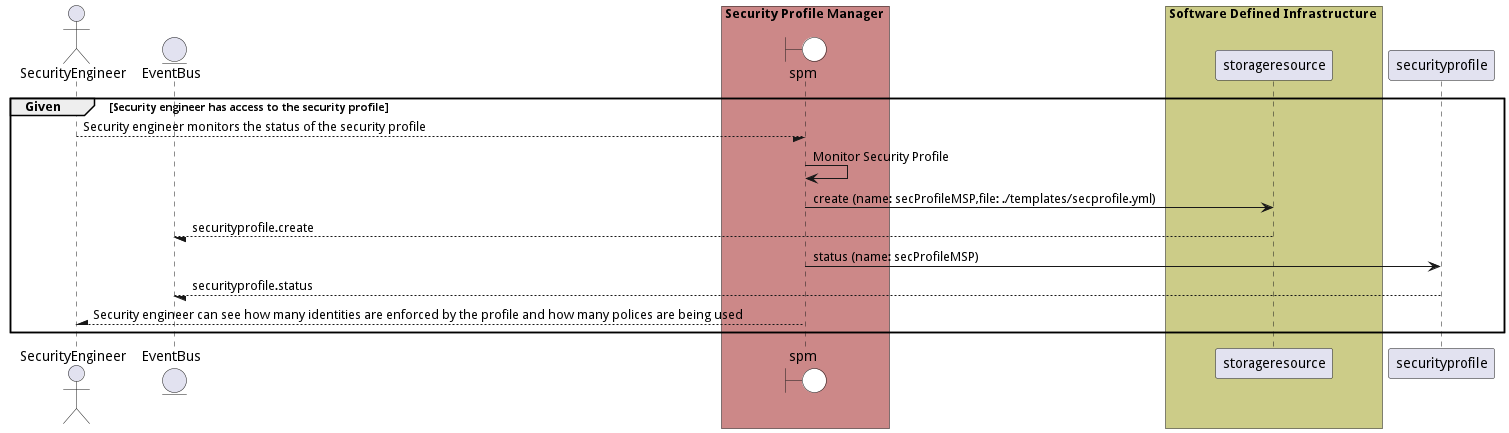 Security Profile Manager
Software Defined Infrastructure
SecurityEngineer
EventBus
spm
storageresource
securityprofile
Given
[Security engineer has access to the security profile]
Security engineer monitors the status of the security profile
Monitor Security Profile
create (name: secProfileMSP,file: ./templates/secprofile.yml)
securityprofile.create
status (name: secProfileMSP)
securityprofile.status
Security engineer can see how many identities are enforced by the profile and how many polices are being used
SecurityEngineer
EventBus
spm
storageresource
securityprofile